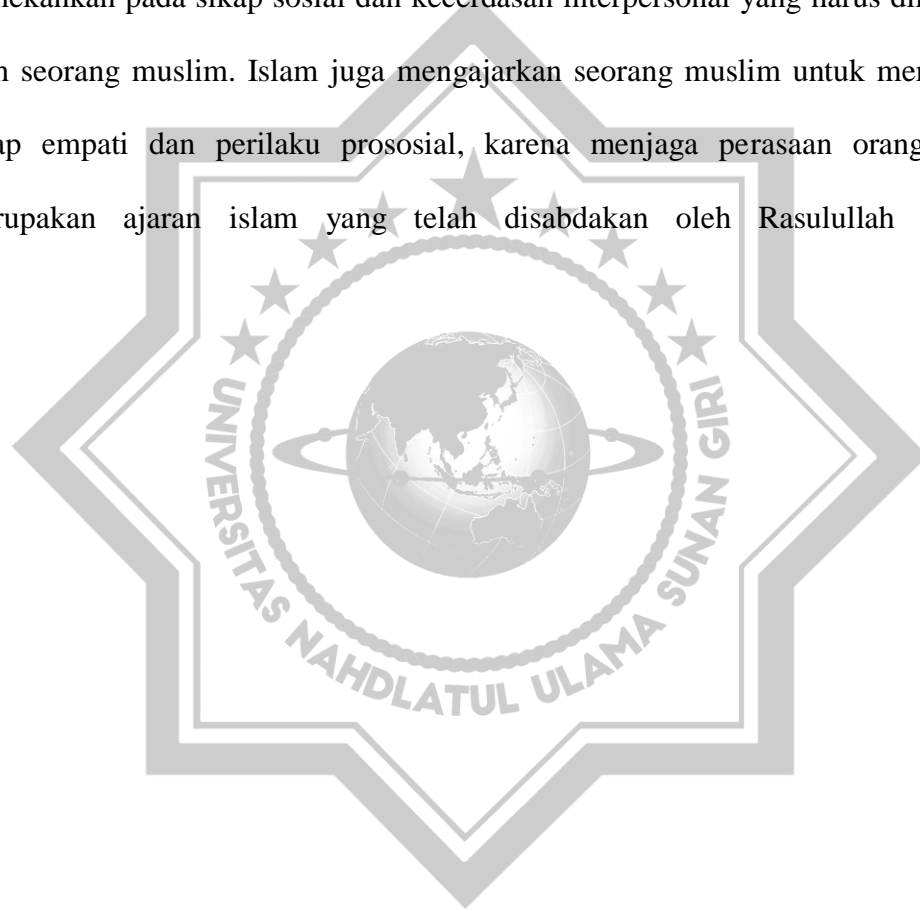 pada sikap sosial dan kecerdasan interpersonal yang harus
seorang muslim. Islam juga mengajarkan seorang muslim untuk
empati dan perilaku prososial, karena menjaga perasaan orang
ajaran islam yang telah disabdakan oleh Rasulullah
UNIVERSITAS NAHDLATUL ULAMA SUNAN GIRI